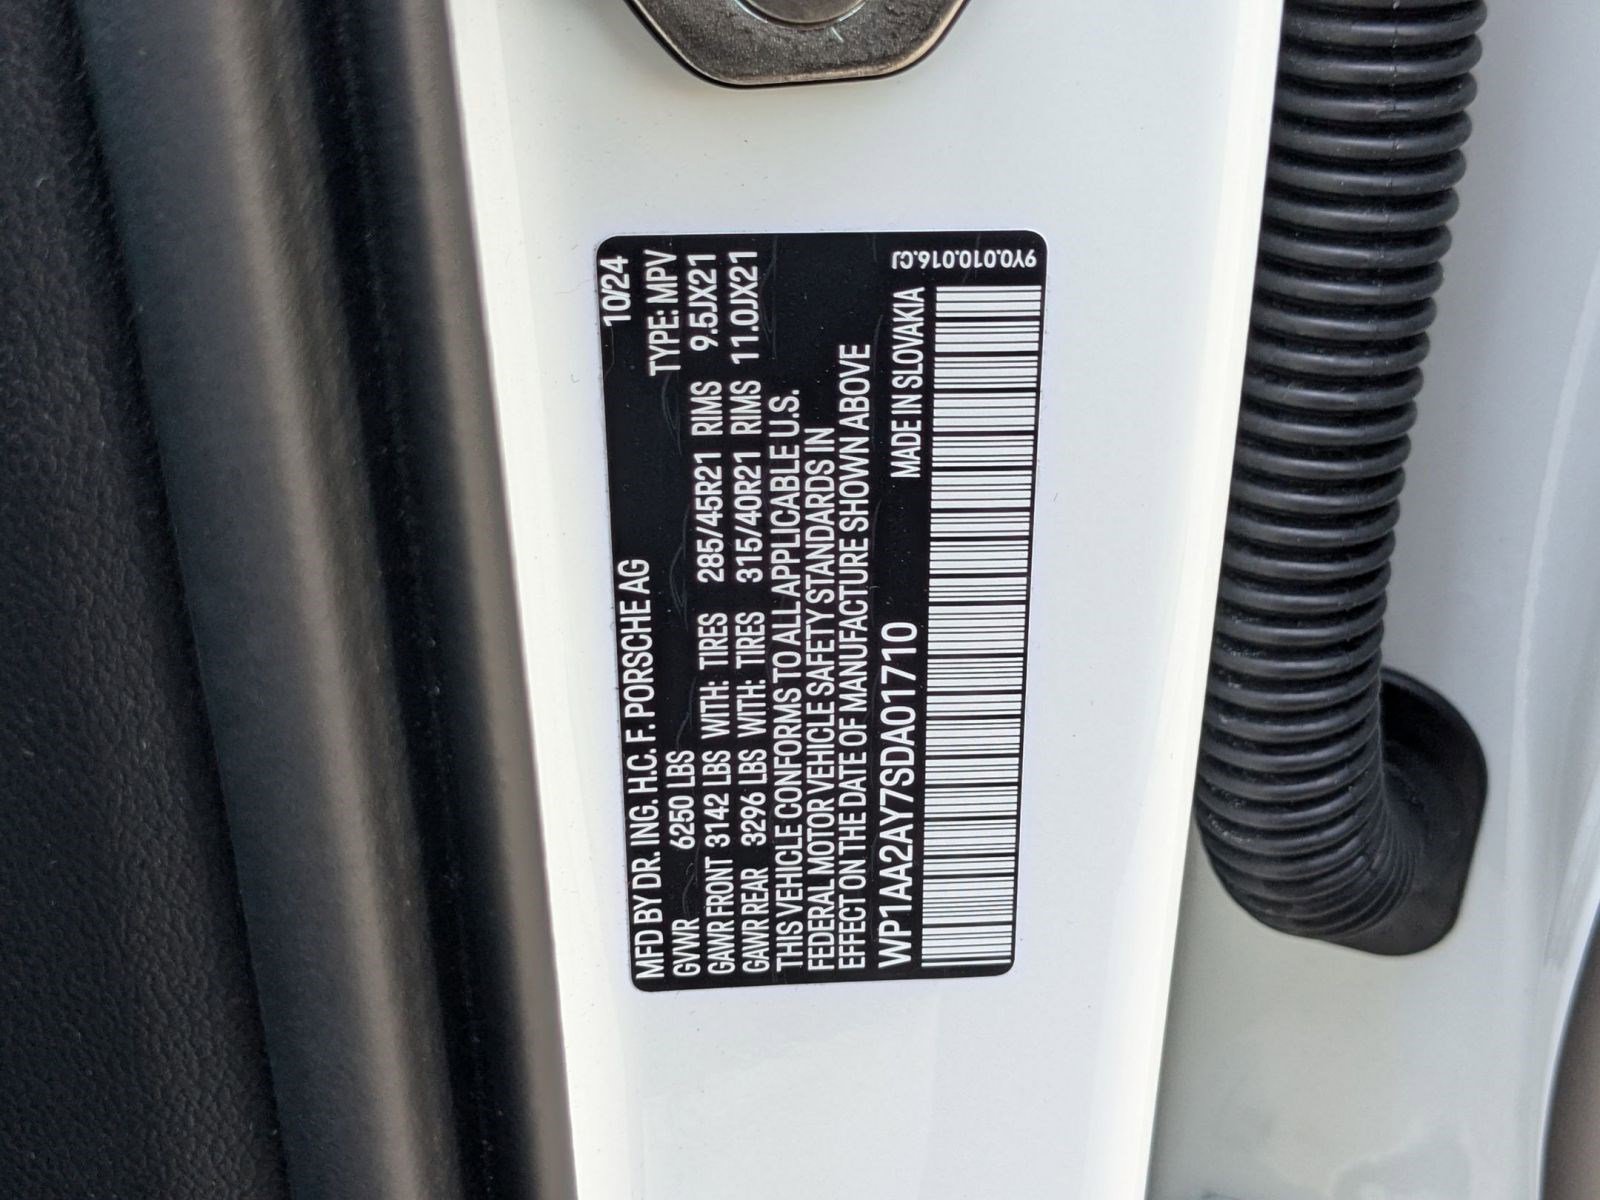 MFD BY DR. ING. H.C. F. PORSCHE AG 10/24
GVWR 6250 LBS TYPE: MPV
GAWR FRONT 3142 LBS WITH: TIRES 285/45R21 RIMS 9.5JX21
GAWR REAR 3296 LBS WITH: TIRES 315/40R21 RIMS 11.0JX21
THIS VEHICLE CONFORMS TO ALL APPLICABLE U.S.
FEDERAL MOTOR VEHICLE SAFETY STANDARDS IN
EFFECT ON THE DATE OF MANUFACTURE SHOWN ABOVE
WP1AA2AY7SDA01710 MADE IN SLOVAKIA
9Y0.010.016.CJ